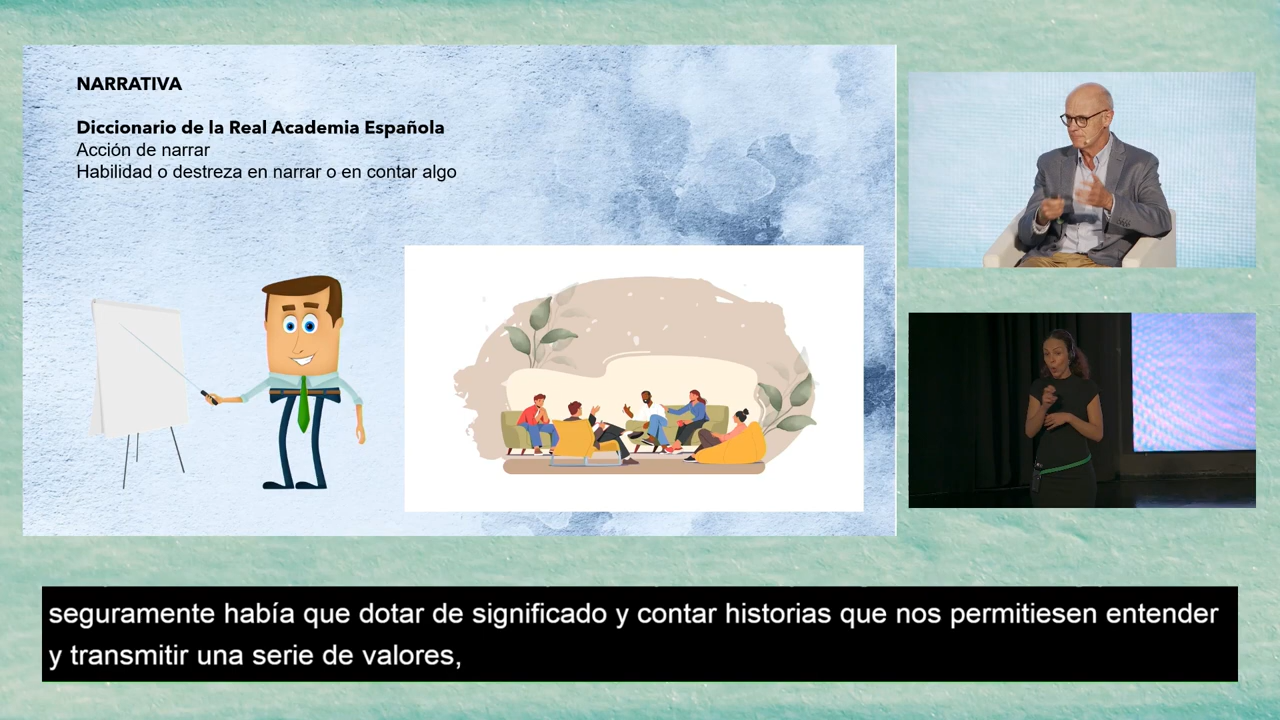 NARRATIVA
Diccionario de la Real Academia Española
Acción de narrar
Habilidad o destreza en narrar o en contar algo
seguramente había que dotar de significado y contar historias que nos permitiesen entender
y transmitir una serie de valores,